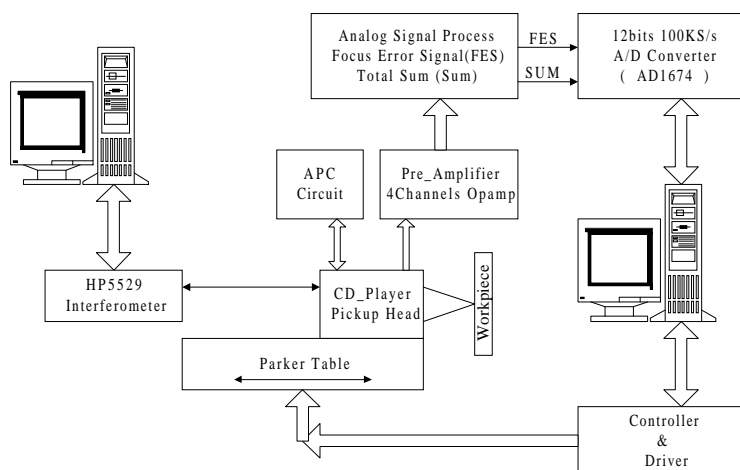 Analog Signal Process
Focus Error Signal(FES)
Total Sum (Sum)
FES
SUM
12bits 100KS/s
A/D Converter
( AD1674 )
APC
Circuit
Pre_Amplifier
4Channels Opamp
HP5529
Interferometer
CD_Player
Pickup Head
Workpiece
Parker Table
Controller
&
Driver